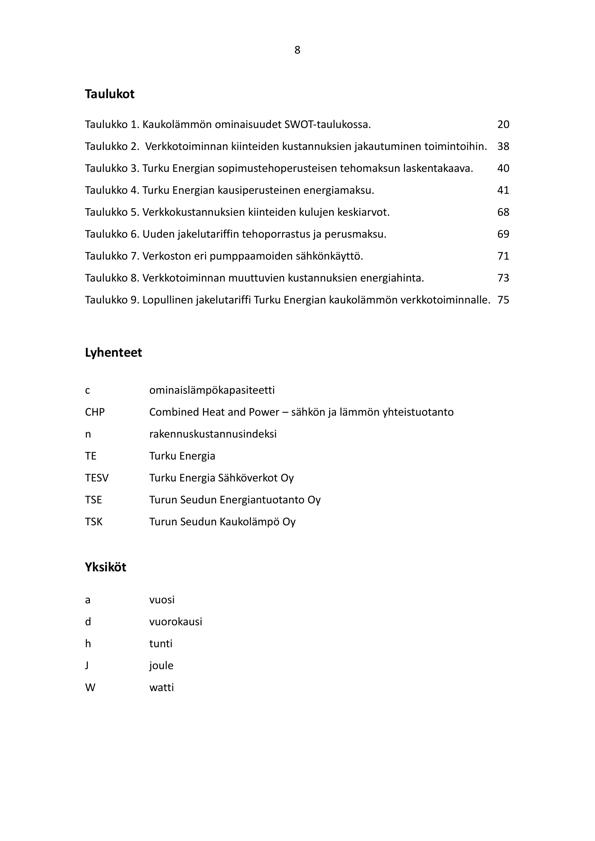 8
Taulukot
Taulukko 1. Kaukolämmön ominaisuudet SWOT-taulukossa. 20
Taulukko 2.  Verkkotoiminnan kiinteiden kustannuksien jakautuminen toimintoihin. 38
Taulukko 3. Turku Energian sopimustehoperusteisen tehomaksun laskentakaava. 40
Taulukko 4. Turku Energian kausiperusteinen energiamaksu. 41
Taulukko 5. Verkkokustannuksien kiinteiden kulujen keskiarvot. 68
Taulukko 6. Uuden jakelutariffin tehoporrastus ja perusmaksu. 69
Taulukko 7. Verkoston eri pumppaamoiden sähkönkäyttö. 71
Taulukko 8. Verkkotoiminnan muuttuvien kustannuksien energiahinta. 73
Taulukko 9. Lopullinen jakelutariffi Turku Energian kaukolämmön verkkotoiminnalle. 75
Lyhenteet
c ominaislämpökapasiteetti
CHP Combined Heat and Power – sähkön ja lämmön yhteistuotanto
n rakennuskustannusindeksi
TE Turku Energia
TESV Turku Energia Sähköverkot Oy
TSE Turun Seudun Energiantuotanto Oy
TSK Turun Seudun Kaukolämpö Oy
Yksiköt
a vuosi
d vuorokausi
h tunti
J joule
W watti